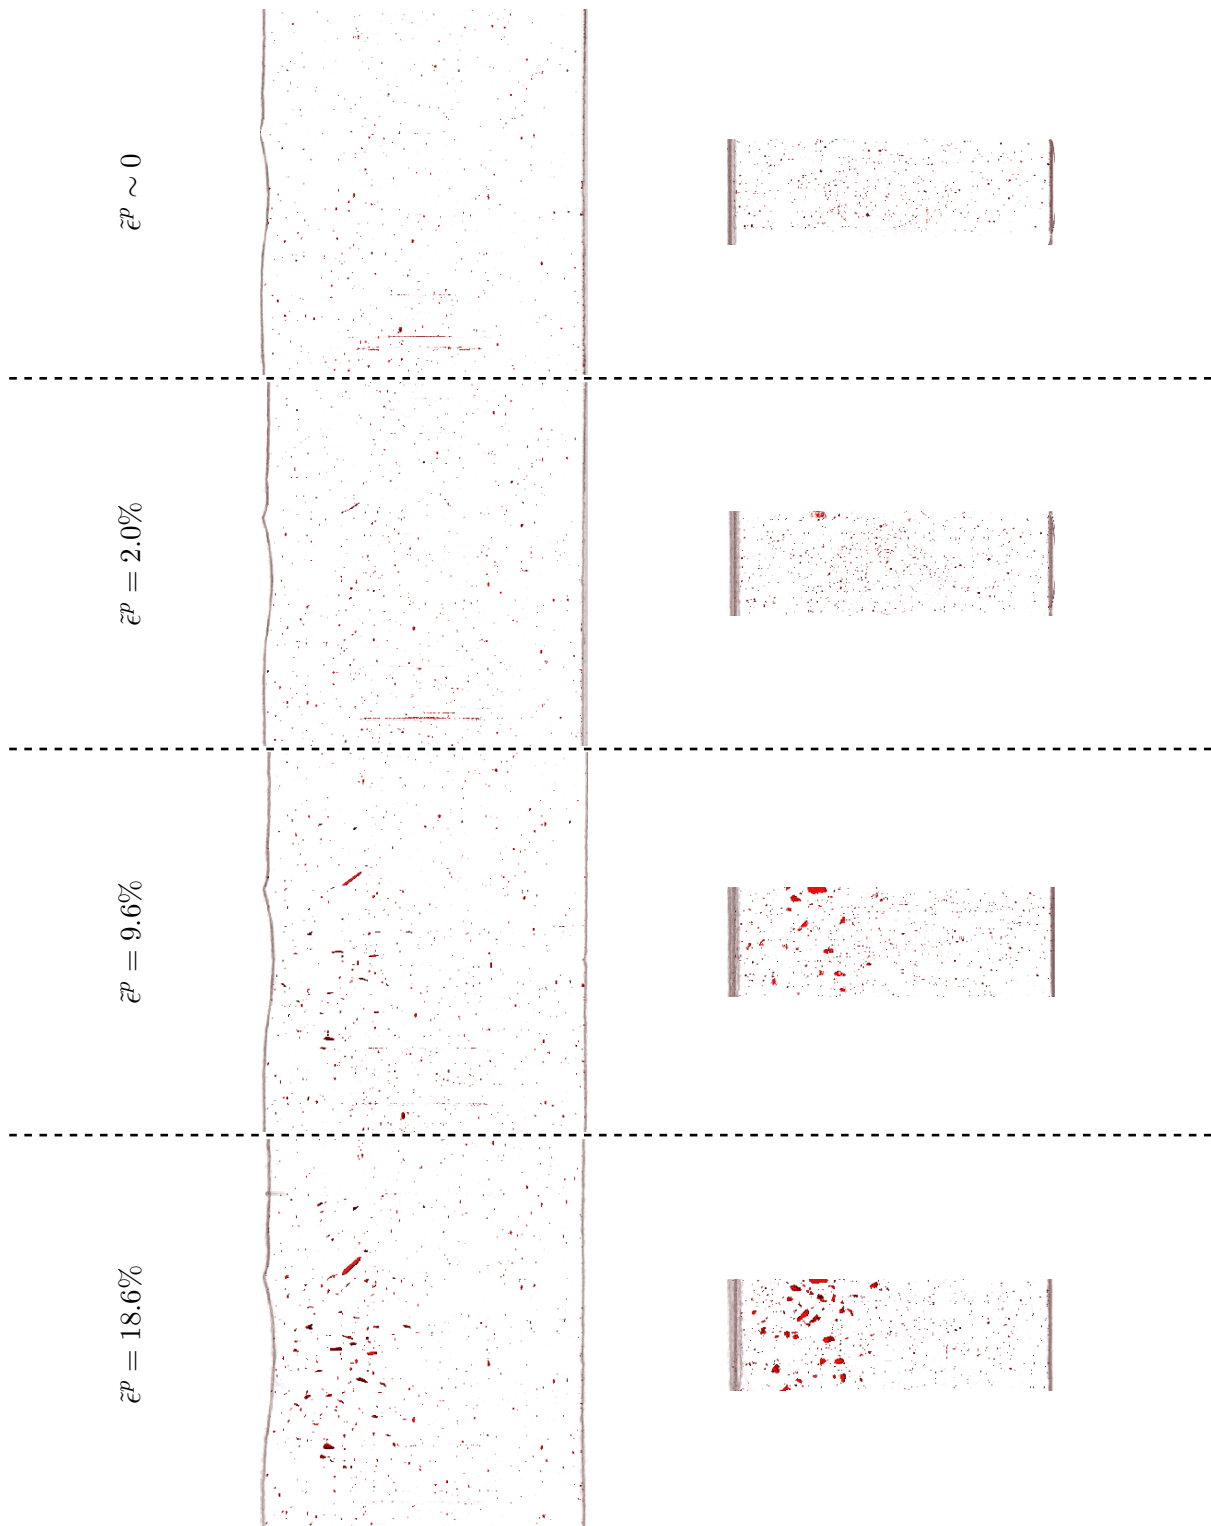 ε̃ᵖ ∼ 0
ε̃ᵖ = 2.0%
ε̃ᵖ = 9.6%
ε̃ᵖ = 18.6%